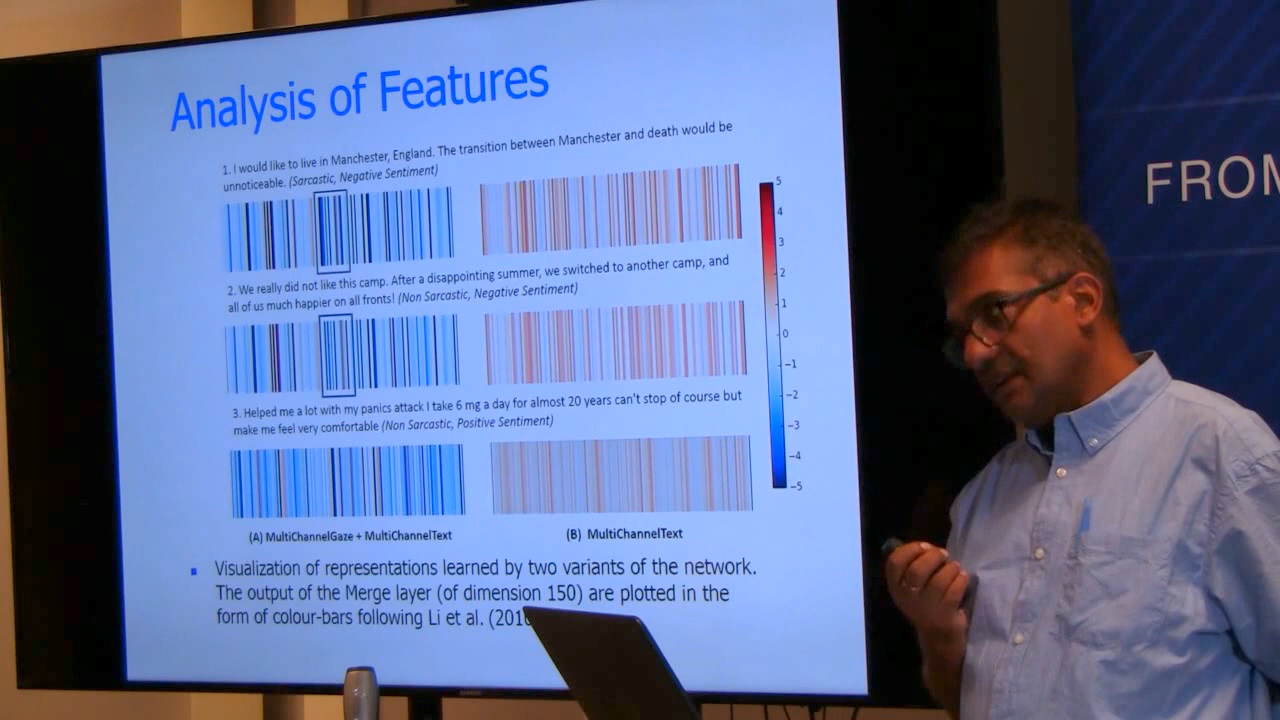 Analysis of Features
1. I would like to live in Manchester, England. The transition between Manchester and death would be
unnoticeable. (Sarcastic, Negative Sentiment)
2. We really did not like this camp. After a disappointing summer, we switched to another camp, and
all of us much happier on all fronts! (Non Sarcastic, Negative Sentiment)
3. Helped me a lot with my panics attack I take 6 mg a day for almost 20 years can't stop of course but
make me feel very comfortable (Non Sarcastic, Positive Sentiment)
5
4
3
2
1
0
−1
−2
−3
−4
−5
(A) MultiChannelGaze + MultiChannelText
(B) MultiChannelText
▪ Visualization of representations learned by two variants of the network.
The output of the Merge layer (of dimension 150) are plotted in the
form of colour-bars following Li et al. (201
FROM